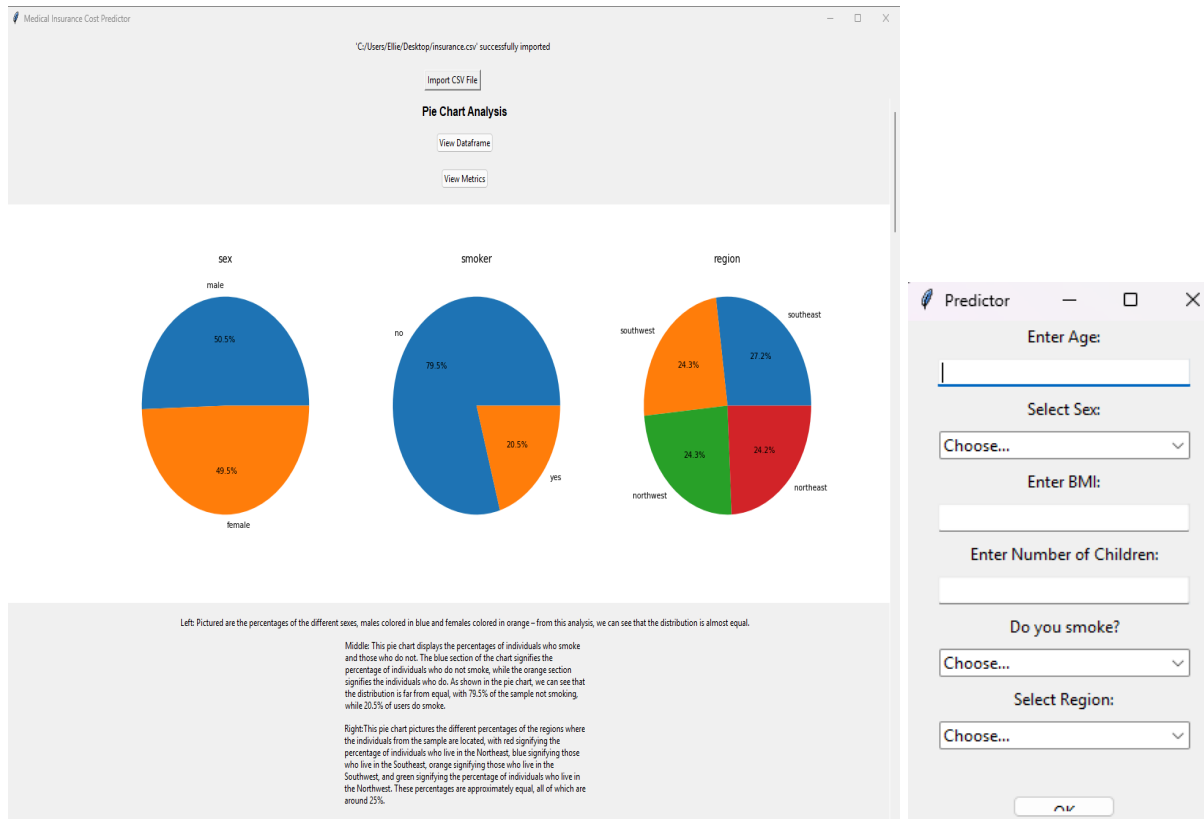 Medical Insurance Cost Predictor
'C:/Users/Ellie/Desktop/insurance.csv' successfully imported
Import CSV File
Pie Chart Analysis
View Dataframe
View Metrics
sex
male
50.5%
49.5%
female
smoker
no
79.5%
20.5%
yes
region
southeast
southwest
27.2%
24.3%
24.3%
24.2%
northwest
northeast
Left: Pictured are the percentages of the different sexes, males colored in blue and females colored in orange – from this analysis, we can see that the distribution is almost equal.
Middle: This pie chart displays the percentages of individuals who smoke
and those who do not. The blue section of the chart signifies the
percentage of individuals who do not smoke, while the orange section
signifies the individuals who do. As shown in the pie chart, we can see that
the distribution is far from equal, with 79.5% of the sample not smoking,
while 20.5% of users do smoke.
Right:This pie chart pictures the different percentages of the regions where
the individuals from the sample are located, with red signifying the
percentage of individuals who live in the Northeast, blue signifying those
who live in the Southeast, orange signifying those who live in the
Southwest, and green signifying the percentage of individuals who live in
the Northwest. These percentages are approximately equal, all of which are
around 25%.
Predictor
Enter Age:
Select Sex:
Choose...
Enter BMI:
Enter Number of Children:
Do you smoke?
Choose...
Select Region:
Choose...
OK